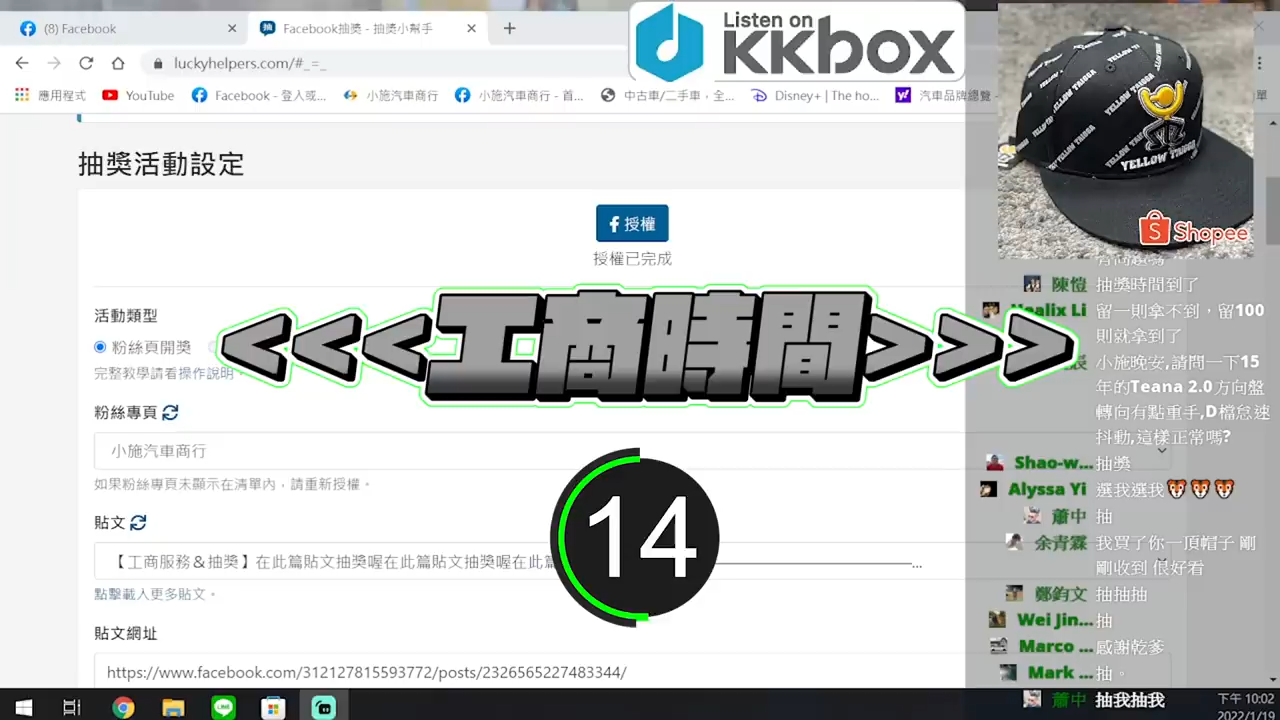 (8) Facebook
Facebook抽獎 - 抽獎小幫手
luckyhelpers.com/#_=_
應用程式
YouTube
Facebook - 登入或...
小施汽車商行
小施汽車商行 - 首...
中古車/二手車，全...
Disney+ | The ho...
汽車品牌總覽
Listen on
KKBOX
YELLOW TAIGGA
Shopee
抽獎活動設定
授權
授權已完成
活動類型
粉絲頁開獎
完整教學請看操作說明。
<<<工商時間>>>
粉絲專頁
小施汽車商行
如果粉絲專頁未顯示在清單內，請重新授權。
14
貼文
【工商服務＆抽獎】在此篇貼文抽獎喔在此篇貼文抽獎喔在此篇
...
點擊載入更多貼文。
貼文網址
https://www.facebook.com/312127815593772/posts/2326565227483344/
陳愷 抽獎時間到了
Li 留一則拿不到，留100
則就拿到了
小施晚安,請問一下15
年的Teana 2.0方向盤
轉向有點重手,D檔怠速
抖動,這樣正常嗎?
Shao-w... 抽獎
Alyssa Yi 選我選我🐯🐯🐯
蕭中 抽
余青霖 我買了你一頂帽子 剛
剛收到 很好看
鄭鈞文 抽抽抽
Wei Jin... 抽
Marco ... 感謝乾爹
Mark ... 抽。
蕭中 抽我抽我
下午 10:02
2022/1/19